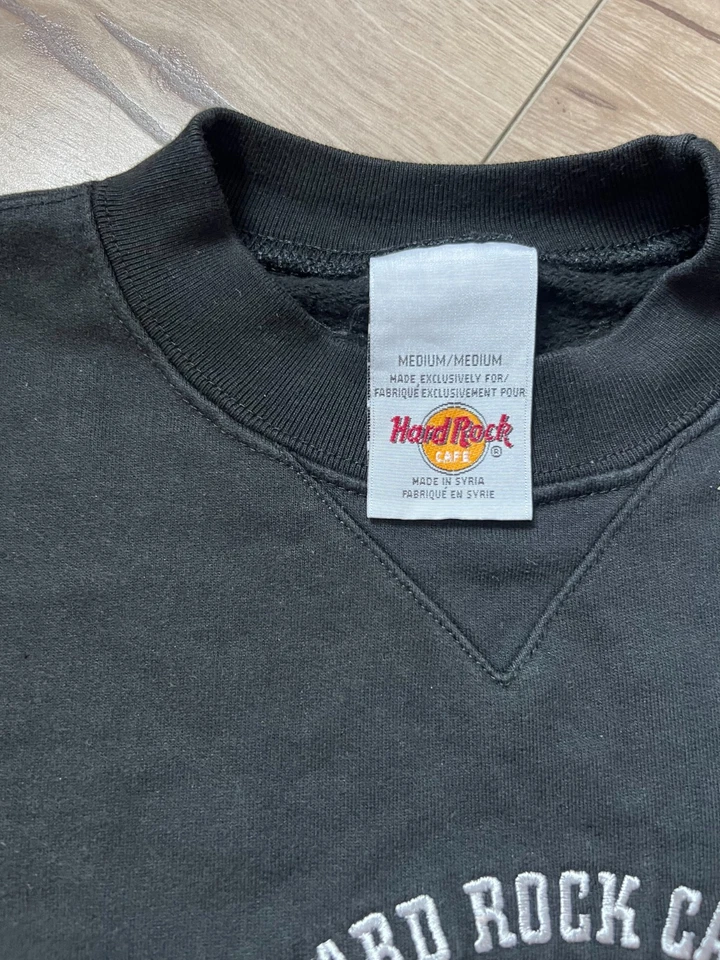 MEDIUM/MEDIUM
MADE EXCLUSIVELY FOR/
FABRIQUÉ EXCLUSIVEMENT POUR
Hard Rock
CAFE
®
MADE IN SYRIA
FABRIQUÉ EN SYRIE
ARD ROCK CA